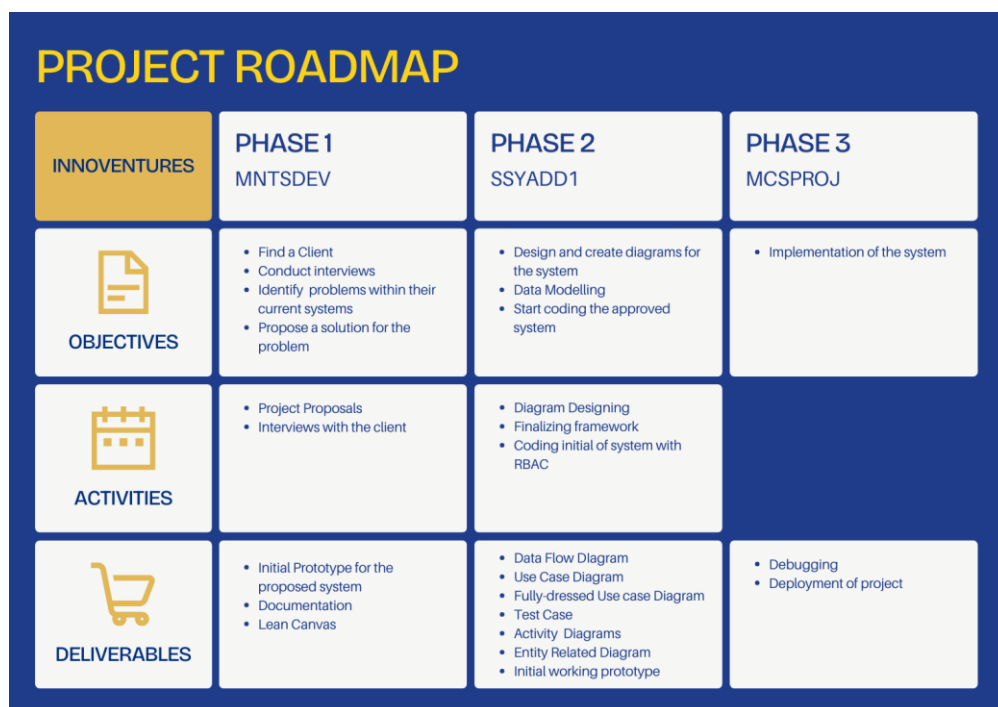 PROJECT ROADMAP
INNOVENTURES
PHASE 1
MNTSDEV
PHASE 2
SSYADD1
PHASE 3
MCSPROJ
OBJECTIVES
• Find a Client
• Conduct interviews
• Identify problems within their
current systems
• Propose a solution for the
problem
• Design and create diagrams for
the system
• Data Modelling
• Start coding the approved
system
• Implementation of the system
ACTIVITIES
• Project Proposals
• Interviews with the client
• Diagram Designing
• Finalizing framework
• Coding initial of system with
RBAC
DELIVERABLES
• Initial Prototype for the
proposed system
• Documentation
• Lean Canvas
• Data Flow DIagram
• Use Case Diagram
• Fully-dressed Use case Diagram
• Test Case
• Activity Diagrams
• Entity Related Diagram
• Initial working prototype
• Debugging
• Deployment of project